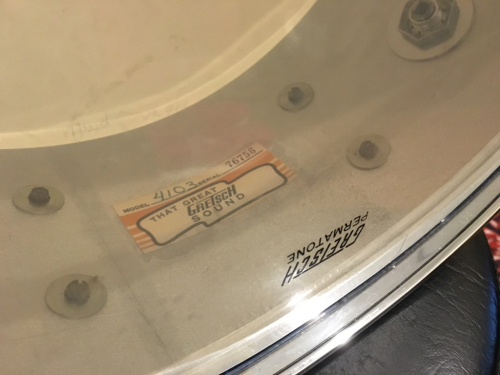 MODEL 4103 SERIAL 76758
THAT GREAT
GRETSCH
SOUND
GRETSCH
PERMATONE